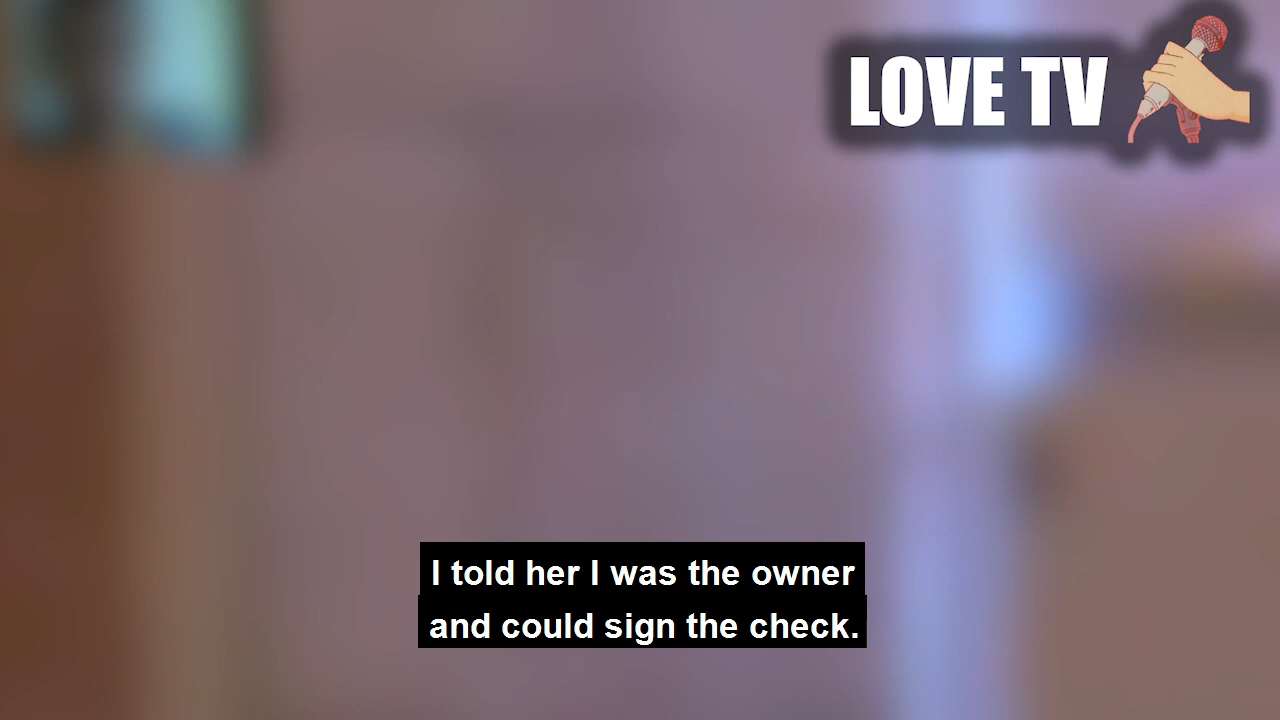 LOVE TV
I told her I was the owner
and could sign the check.